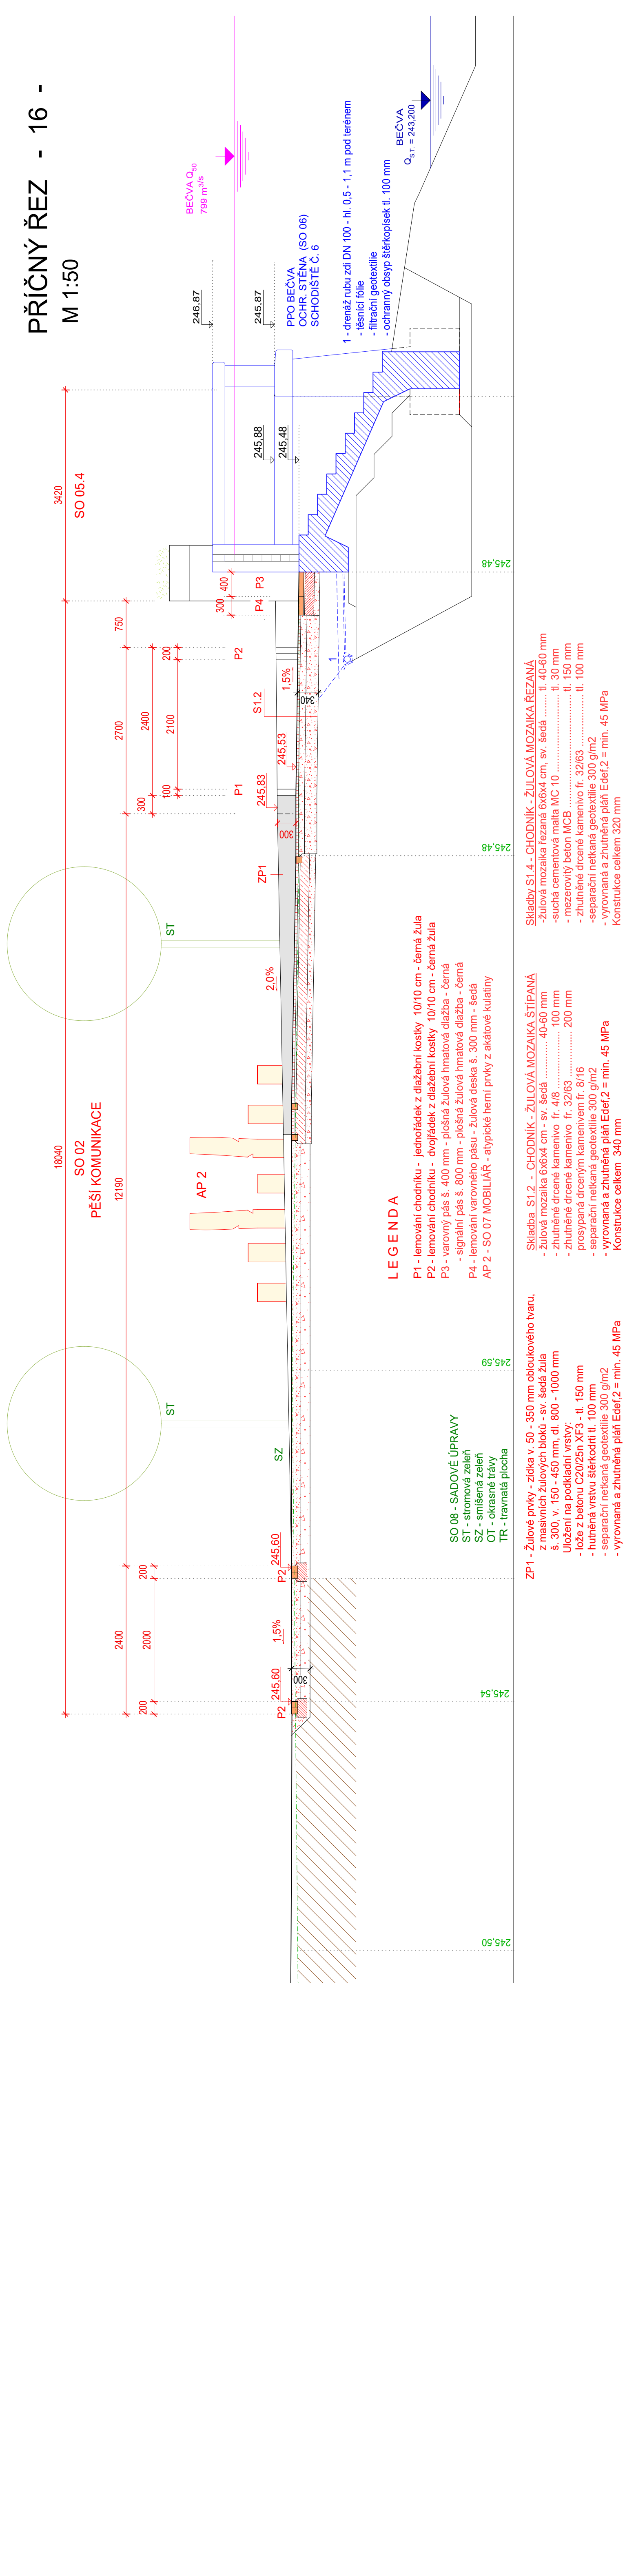 PŘÍČNÝ ŘEZ - 16 -
M 1:50
BEČVA Q50
799 m³/s
BEČVA
QS.T. = 243,200
246.87
245,87
PPO BEČVA
OCHR. STĚNA (SO 06)
SCHODIŠTĚ Č. 6
1 - drenáž rubu zdi DN 100 - hl. 0,5 - 1,1 m pod terénem
- těsnící fólie
- filtrační geotextilie
- ochranný obsyp štěrkopísek tl. 100 mm
3420
SO 05.4
245,88
245,48
400
300
P3
P4
750
200
P2
2700
2400
2100
300
100
P1
S1.2
1,5%
340
1
245,53
245,83
300
ZP1
2,0%
ST
18040
SO 02
PĚŠÍ KOMUNIKACE
12190
AP 2
ST
SZ
2400
200
2000
200
P2
245,60
1,5%
P2
245,60
300
245,48
245,48
245,59
245,54
245,50
L E G E N D A
P1 - lemování chodníku - jednořádek z dlažební kostky 10/10 cm - černá žula
P2 - lemování chodníku - dvojřádek z dlažební kostky 10/10 cm - černá žula
P3 - varovný pás š. 400 mm - plošná žulová hmatová dlažba - černá
- signální pás š. 800 mm - plošná žulová hmatová dlažba - černá
P4 - lemování varovného pásu - žulová deska š. 300 mm - šedá
AP 2 - SO 07 MOBILIÁŘ - atypické herní prvky z akátové kulatiny
SO 08 - SADOVÉ ÚPRAVY
ST - stromová zeleň
SZ - smíšená zeleň
OT - okrasné trávy
TR - travnatá plocha
Skladby S1.4 - CHODNÍK - ŽULOVÁ MOZAIKA ŘEZANÁ
-žulová mozaika řezaná 6x6x4 cm, sv. šedá ........ tl. 40-60 mm
-suchá cementová malta MC 10 ........ tl. 30 mm
- mezerovitý beton MCB ........ tl. 150 mm
- zhutněné drcené kamenivo fr. 32/63 ........ tl. 100 mm
-separační netkaná geotextilie 300 g/m2
- vyrovnaná a zhutněná pláň Edef,2 = min. 45 MPa
Konstrukce celkem 320 mm
Skladba S1.2 - CHODNÍK - ŽULOVÁ MOZAIKA ŠTÍPANÁ
- žulová mozaika 6x6x4 cm - sv. šedá ........ 40-60 mm
- zhutněné drcené kamenivo fr. 4/8 ........ 100 mm
- zhutněné drcené kamenivo fr. 32/63 ........ 200 mm
prosypaná drceným kamenivem fr. 8/16
- separační netkaná geotextilie 300 g/m2
- vyrovnaná a zhutněná pláň Edef,2 = min. 45 MPa
Konstrukce celkem 340 mm
ZP1 - Žulové prvky - zídka v. 50 - 350 mm obloukového tvaru,
z masivních žulových bloků - sv. šedá žula
š. 300, v. 150 - 450 mm, dl. 800 - 1000 mm
Uložení na podkladní vrstvy:
- lože z betonu C20/25n XF3 - tl. 150 mm
- hutněná vrstvu štěrkodrti tl. 100 mm
- separační netkaná geotextilie 300 g/m2
- vyrovnaná a zhutněná pláň Edef,2 = min. 45 MPa